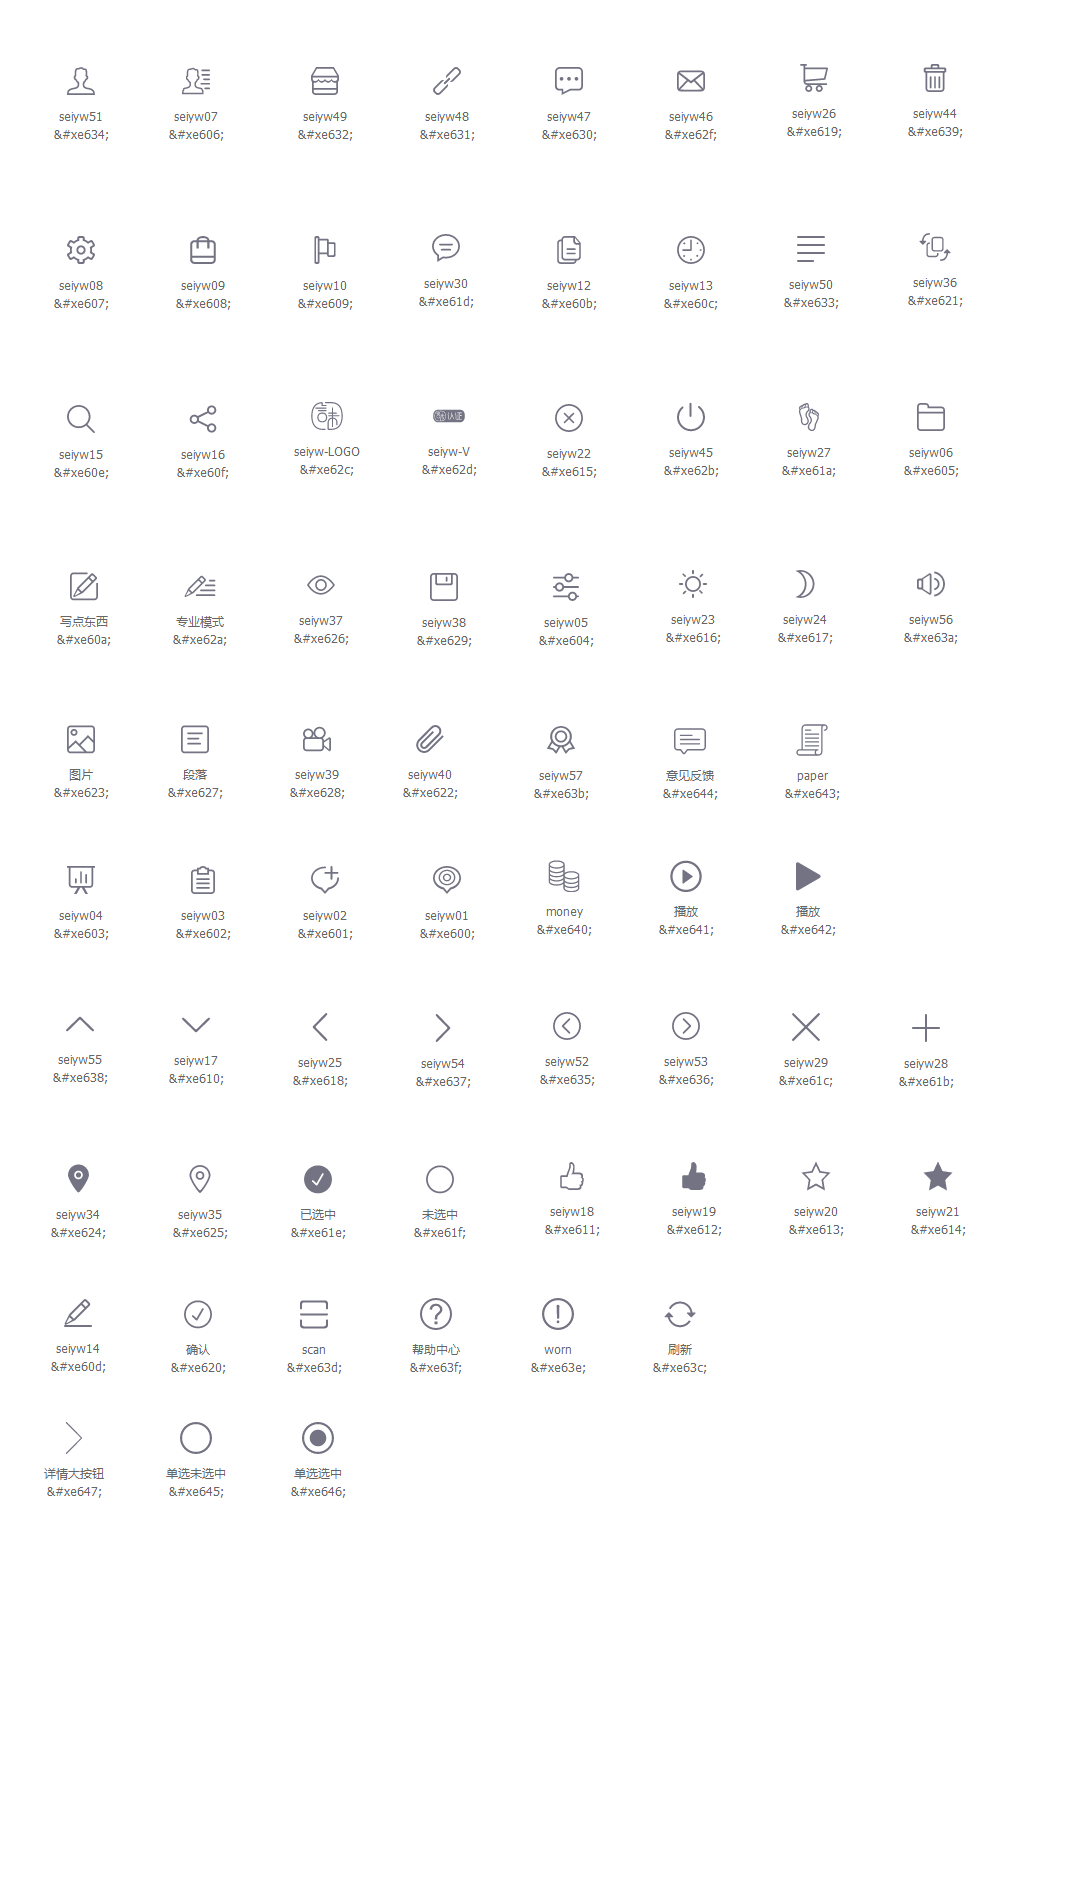 seiyw51 seiyw07 seiyw49 seiyw48 seiyw47 seiyw46 seiyw26 seiyw44
&#xe634; &#xe606; &#xe632; &#xe631; &#xe630; &#xe62f; &#xe619; &#xe639;
seiyw08 seiyw09 seiyw10 seiyw30 seiyw12 seiyw13 seiyw50 seiyw36
&#xe607; &#xe608; &#xe609; &#xe61d; &#xe60b; &#xe60c; &#xe633; &#xe621;
seiyw15 seiyw16 seiyw-LOGO seiyw-V seiyw22 seiyw45 seiyw27 seiyw06
&#xe60e; &#xe60f; &#xe62c; &#xe62d; &#xe615; &#xe62b; &#xe61a; &#xe605;
写点东西 专业模式 seiyw37 seiyw38 seiyw05 seiyw23 seiyw24 seiyw56
&#xe60a; &#xe62a; &#xe626; &#xe629; &#xe604; &#xe616; &#xe617; &#xe63a;
图片 段落 seiyw39 seiyw40 seiyw57 意见反馈 paper
&#xe623; &#xe627; &#xe628; &#xe622; &#xe63b; &#xe644; &#xe643;
seiyw04 seiyw03 seiyw02 seiyw01 money 播放 播放
&#xe603; &#xe602; &#xe601; &#xe600; &#xe640; &#xe641; &#xe642;
seiyw55 seiyw17 seiyw25 seiyw54 seiyw52 seiyw53 seiyw29 seiyw28
&#xe638; &#xe610; &#xe618; &#xe637; &#xe635; &#xe636; &#xe61c; &#xe61b;
seiyw34 seiyw35 已选中 未选中 seiyw18 seiyw19 seiyw20 seiyw21
&#xe624; &#xe625; &#xe61e; &#xe61f; &#xe611; &#xe612; &#xe613; &#xe614;
seiyw14 确认 scan 帮助中心 worn 刷新
&#xe60d; &#xe620; &#xe63d; &#xe63f; &#xe63e; &#xe63c;
详情大按钮 单选未选中 单选选中
&#xe647; &#xe645; &#xe646;